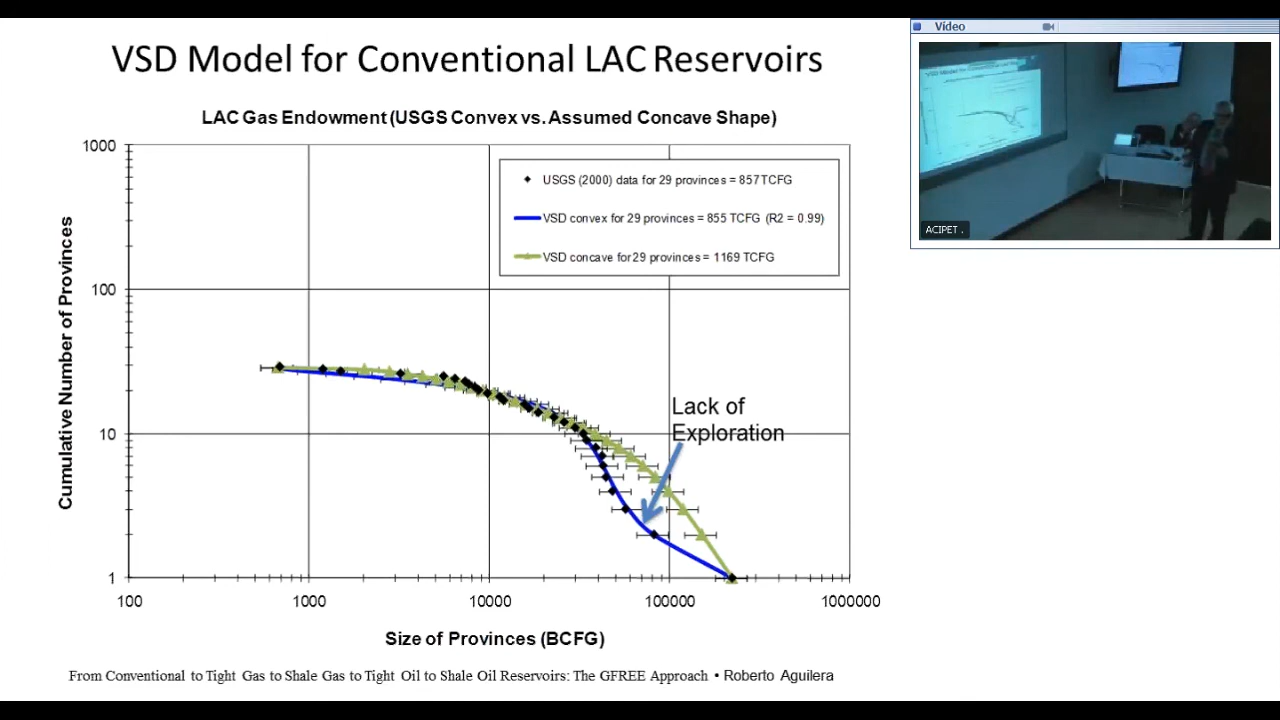 VSD Model for Conventional LAC Reservoirs
LAC Gas Endowment (USGS Convex vs. Assumed Concave Shape)
1000
100
10
1
Cumulative Number of Provinces
USGS (2000) data for 29 provinces = 857TCFG
VSD convex for 29 provinces = 855 TCFG (R2 = 0.99)
VSD concave for 29 provinces = 1169 TCFG
Lack of
Exploration
100 1000 10000 100000 1000000
Size of Provinces (BCFG)
From Conventional to Tight Gas to Shale Gas to Tight Oil to Shale Oil Reservoirs: The GFREE Approach • Roberto Aguilera
Vídeo
ACIPET .